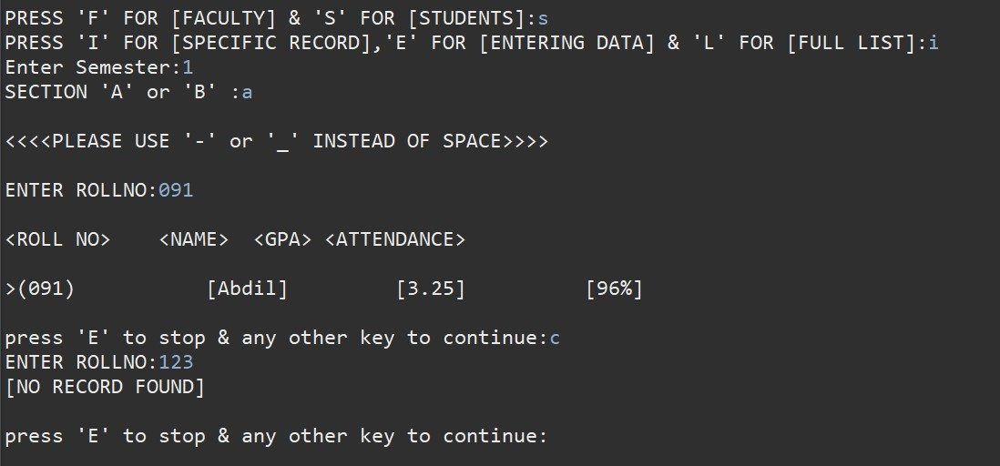 PRESS 'F' FOR [FACULTY] & 'S' FOR [STUDENTS]:s
PRESS 'I' FOR [SPECIFIC RECORD],'E' FOR [ENTERING DATA] & 'L' FOR [FULL LIST]:i
Enter Semester:1
SECTION 'A' or 'B' :a
<<<<PLEASE USE '-' or '_' INSTEAD OF SPACE>>>>
ENTER ROLLNO:091
<ROLL NO>    <NAME>  <GPA> <ATTENDANCE>
>(091)           [Abdil]         [3.25]          [96%]
press 'E' to stop & any other key to continue:c
ENTER ROLLNO:123
[NO RECORD FOUND]
press 'E' to stop & any other key to continue: